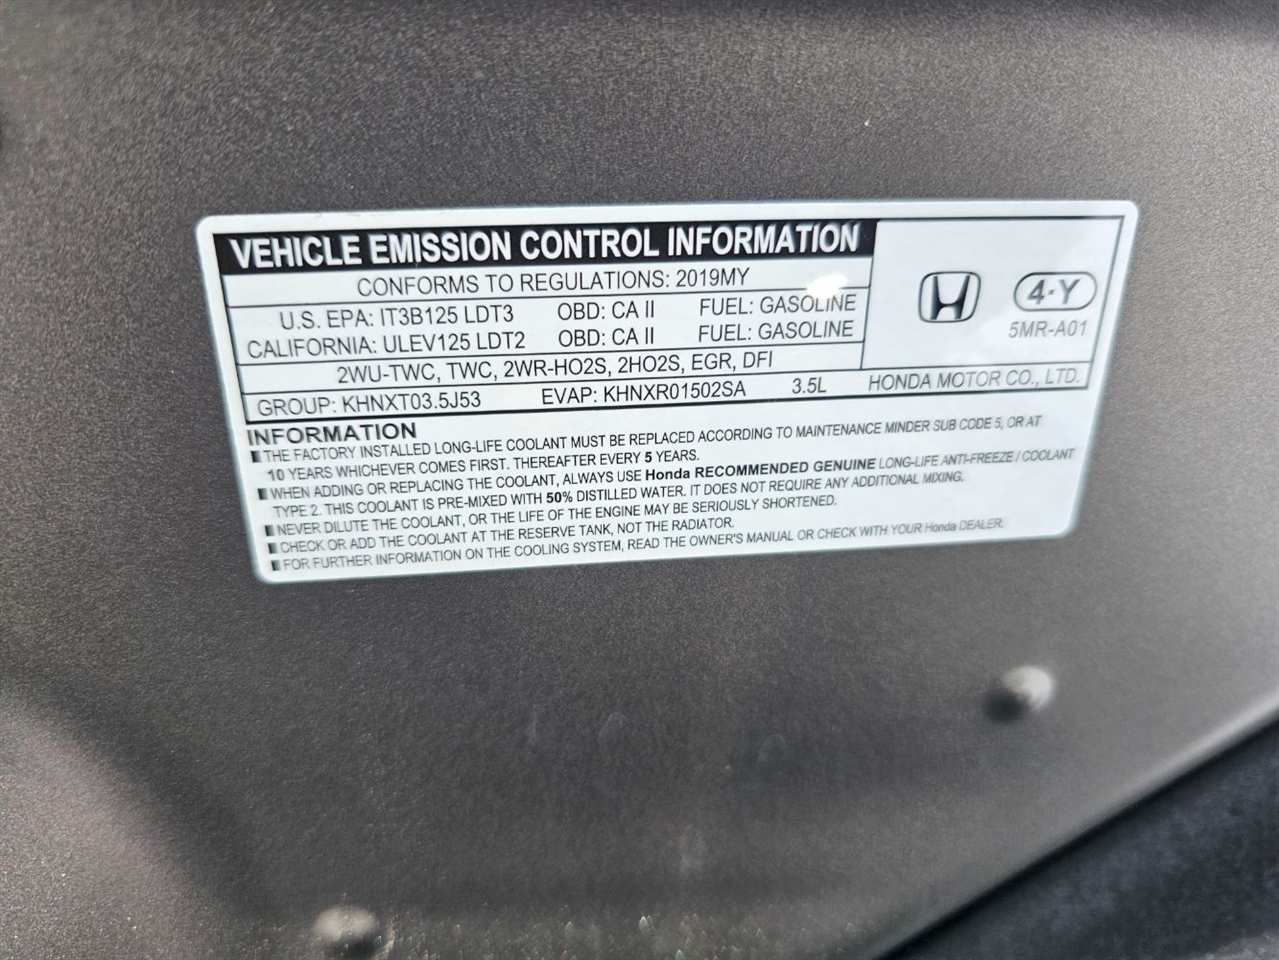 VEHICLE EMISSION CONTROL INFORMATION
CONFORMS TO REGULATIONS: 2019MY
U.S. EPA: IT3B125 LDT3 OBD: CA II FUEL: GASOLINE
CALIFORNIA: ULEV125 LDT2 OBD: CA II FUEL: GASOLINE
2WU-TWC, TWC, 2WR-HO2S, 2HO2S, EGR, DFI
GROUP: KHNXT03.5J53 EVAP: KHNXR01502SA 3.5L HONDA MOTOR CO., LTD.
4·Y
5MR-A01
INFORMATION
THE FACTORY INSTALLED LONG-LIFE COOLANT MUST BE REPLACED ACCORDING TO MAINTENANCE MINDER SUB CODE 5, OR AT
10 YEARS WHICHEVER COMES FIRST. THEREAFTER EVERY 5 YEARS.
WHEN ADDING OR REPLACING THE COOLANT, ALWAYS USE Honda RECOMMENDED GENUINE LONG-LIFE ANTI-FREEZE / COOLANT
TYPE 2. THIS COOLANT IS PRE-MIXED WITH 50% DISTILLED WATER. IT DOES NOT REQUIRE ANY ADDITIONAL MIXING.
NEVER DILUTE THE COOLANT, OR THE LIFE OF THE ENGINE MAY BE SERIOUSLY SHORTENED.
CHECK OR ADD THE COOLANT AT THE RESERVE TANK, NOT THE RADIATOR.
FOR FURTHER INFORMATION ON THE COOLING SYSTEM, READ THE OWNER'S MANUAL OR CHECK WITH YOUR Honda DEALER.